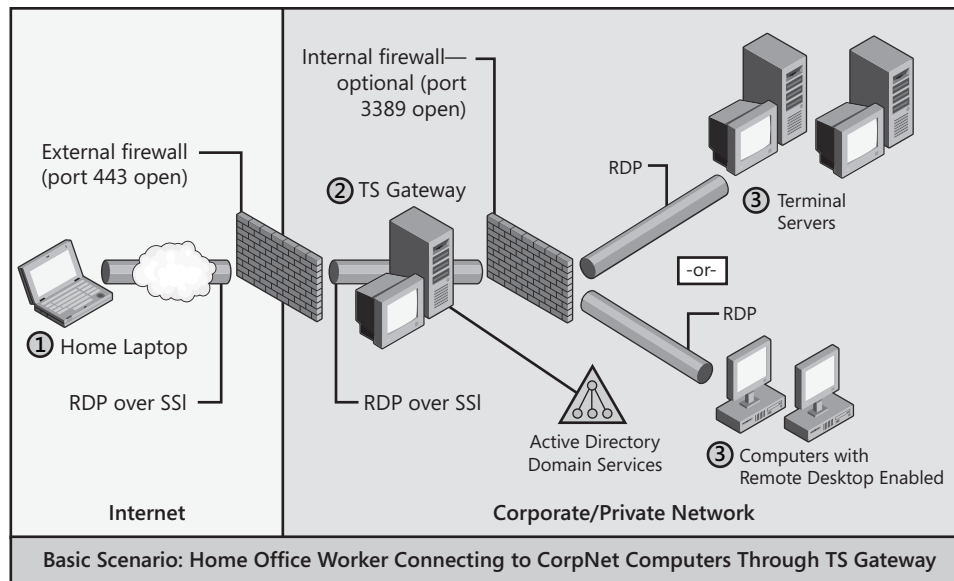 Internal firewall—
optional (port
3389 open)
External firewall
(port 443 open)
② TS Gateway
RDP
③ Terminal
Servers
-or-
① Home Laptop
RDP
RDP over SSl
RDP over SSl
Active Directory
Domain Services
③ Computers with
Remote Desktop Enabled
Internet
Corporate/Private Network
Basic Scenario: Home Office Worker Connecting to CorpNet Computers Through TS Gateway